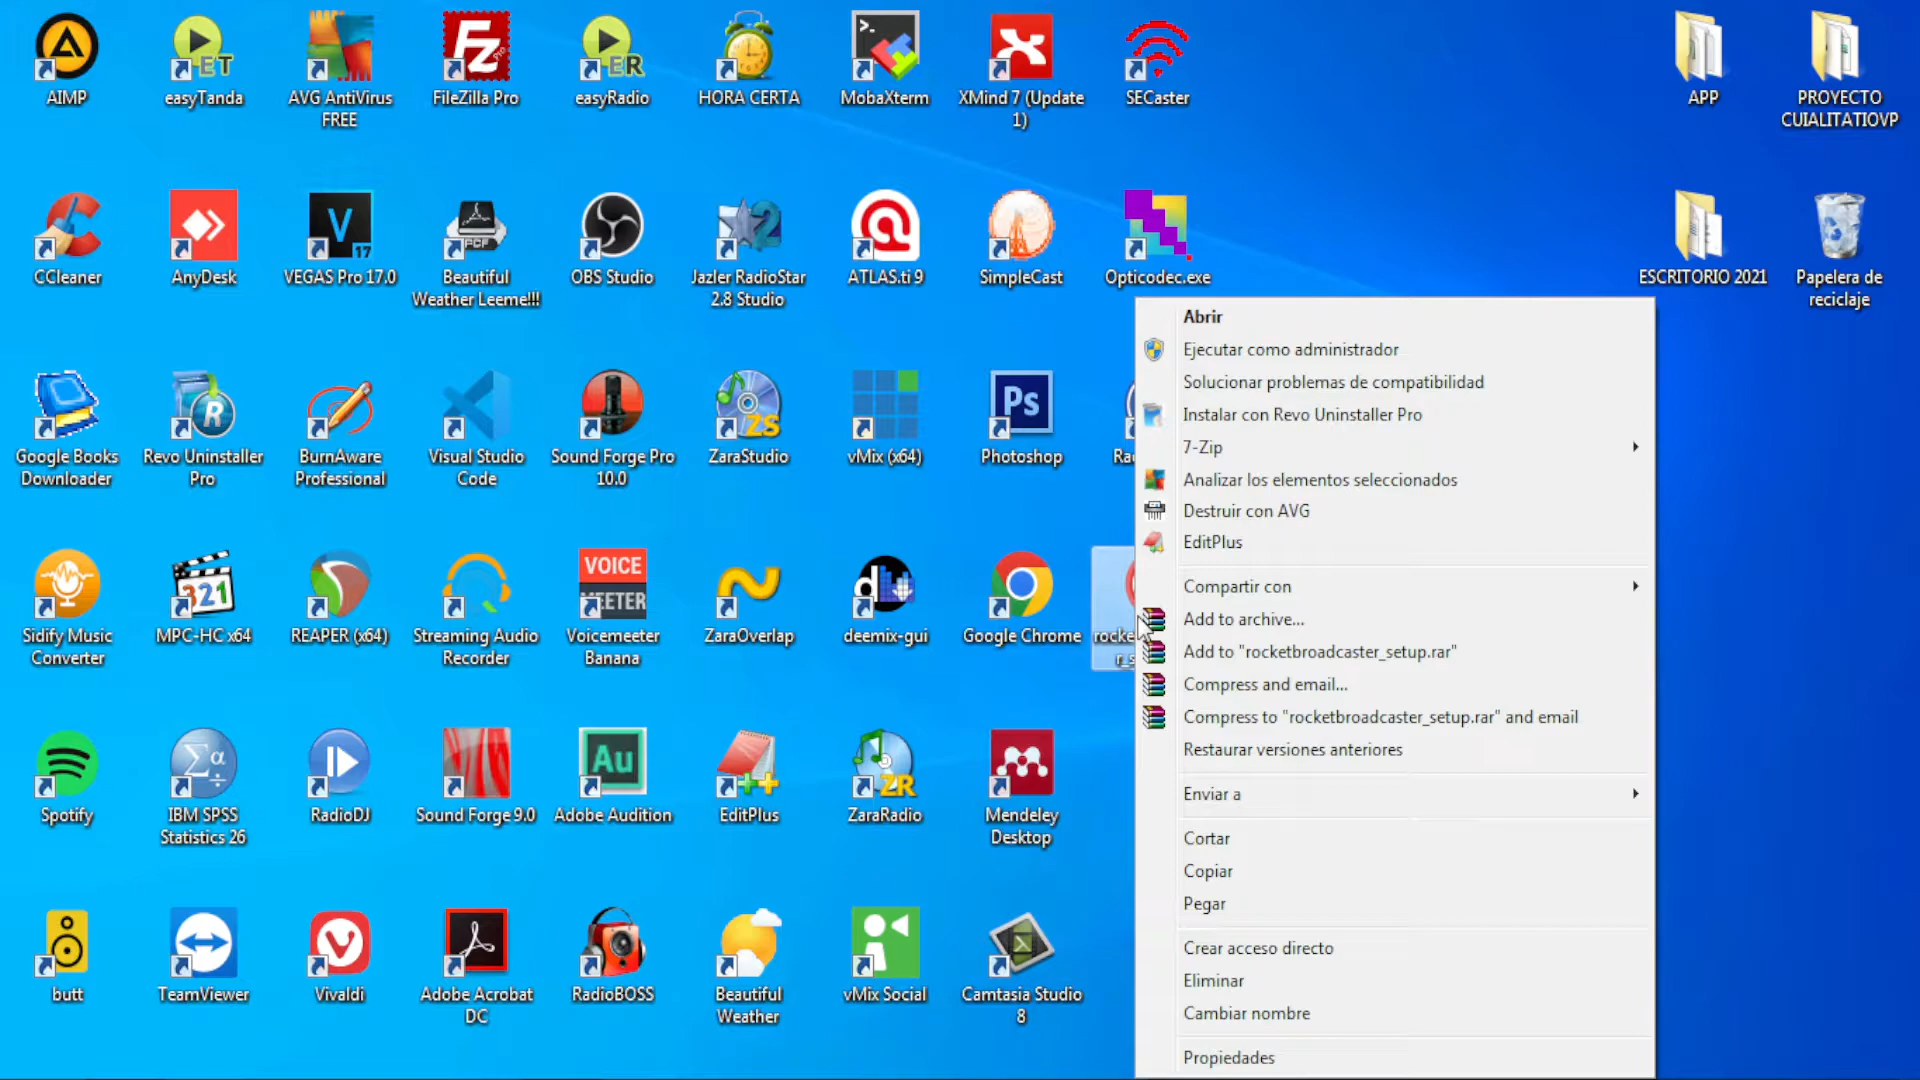 AIMP
easyTanda
AVG AntiVirus
FREE
FileZilla Pro
easyRadio
HORA CERTA
MobaXterm
XMind 7 (Update
1)
SECaster
APP
PROYECTO
CUIALITATIOVP
CCleaner
AnyDesk
VEGAS Pro 17.0
Beautiful
Weather Leeme!!!
OBS Studio
Jazler RadioStar
2.8 Studio
ATLAS.ti 9
SimpleCast
Opticodec.exe
ESCRITORIO 2021
Papelera de
reciclaje
Google Books
Downloader
Revo Uninstaller
Pro
BurnAware
Professional
Visual Studio
Code
Sound Forge Pro
10.0
ZaraStudio
vMix (x64)
Photoshop
Sidify Music
Converter
MPC-HC x64
REAPER (x64)
Streaming Audio
Recorder
VOICE
MEETER
Voicemeeter
Banana
ZaraOverlap
deemix-gui
Google Chrome
Spotify
IBM SPSS
Statistics 26
RadioDJ
Sound Forge 9.0
Adobe Audition
EditPlus
ZaraRadio
Mendeley
Desktop
butt
TeamViewer
Vivaldi
Adobe Acrobat
DC
RadioBOSS
Beautiful
Weather
vMix Social
Camtasia Studio
8
Abrir
Ejecutar como administrador
Solucionar problemas de compatibilidad
Instalar con Revo Uninstaller Pro
7-Zip
Analizar los elementos seleccionados
Destruir con AVG
EditPlus
Compartir con
Add to archive...
Add to "rocketbroadcaster_setup.rar"
Compress and email...
Compress to "rocketbroadcaster_setup.rar" and email
Restaurar versiones anteriores
Enviar a
Cortar
Copiar
Pegar
Crear acceso directo
Eliminar
Cambiar nombre
Propiedades